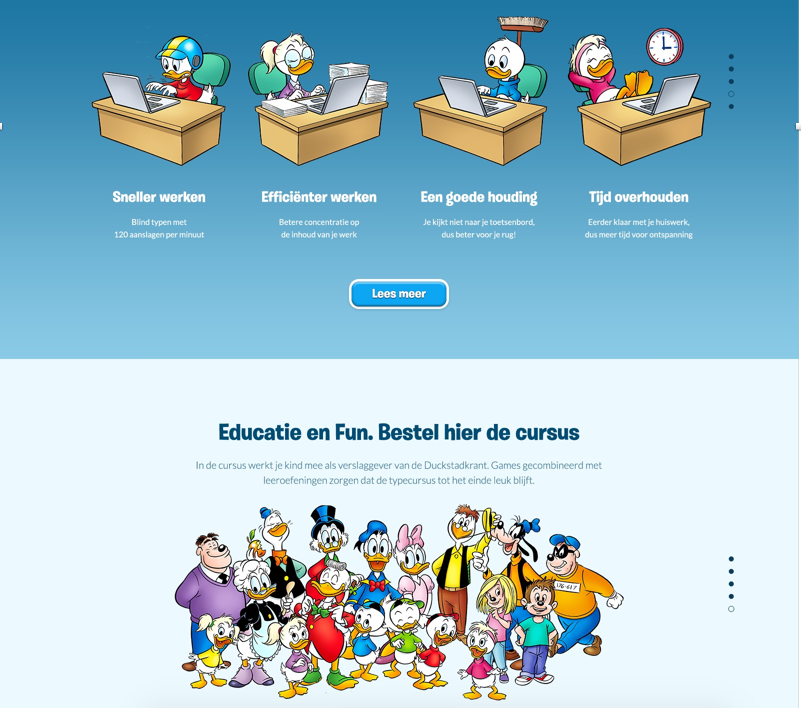 Sneller werken
Efficiënter werken
Een goede houding
Tijd overhouden
Blind typen met
120 aanslagen per minuut
Betere concentratie op
de inhoud van je werk
Je kijkt niet naar je toetsenbord,
dus beter voor je rug!
Eerder klaar met je huiswerk,
dus meer tijd voor ontspanning
Lees meer
Educatie en Fun. Bestel hier de cursus
In de cursus werkt je kind mee als verslaggever van de Duckstadkrant. Games gecombineerd met
leeroefeningen zorgen dat de typecursus tot het einde leuk blijft.
176-617